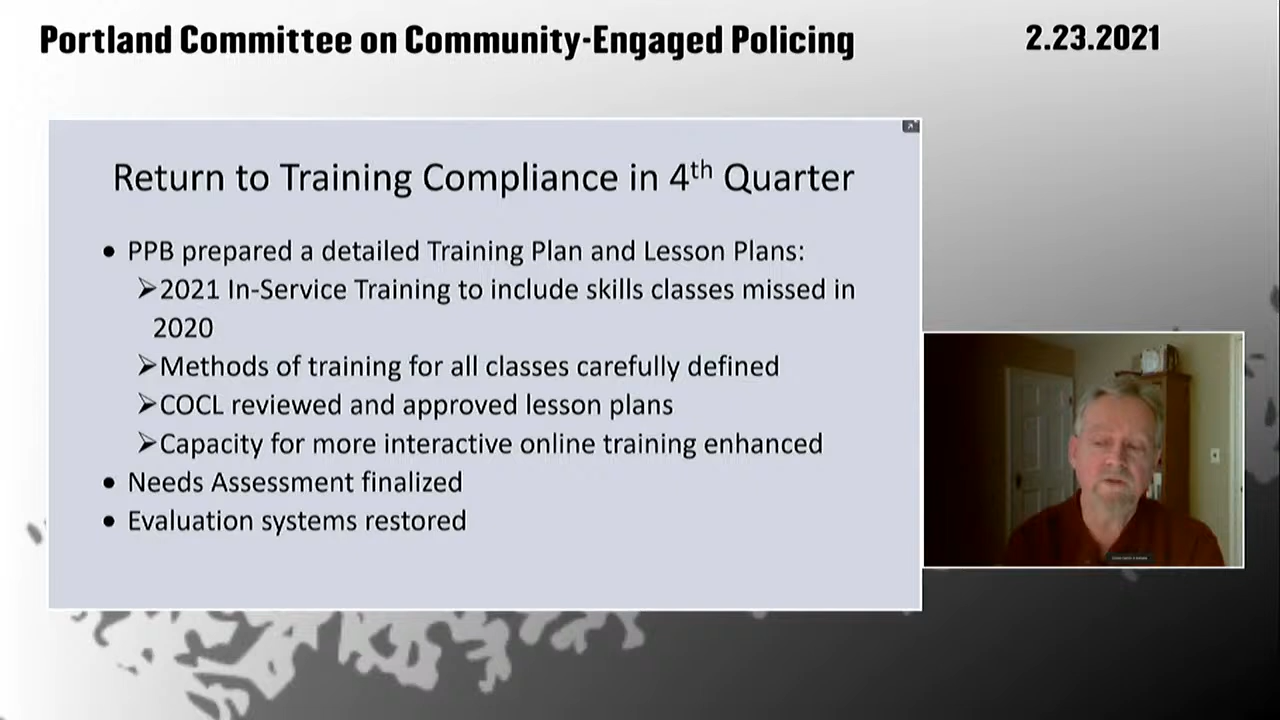 Portland Committee on Community-Engaged Policing
2.23.2021
Return to Training Compliance in 4th Quarter
• PPB prepared a detailed Training Plan and Lesson Plans:
➢2021 In-Service Training to include skills classes missed in
2020
➢Methods of training for all classes carefully defined
➢COCL reviewed and approved lesson plans
➢Capacity for more interactive online training enhanced
• Needs Assessment finalized
• Evaluation systems restored